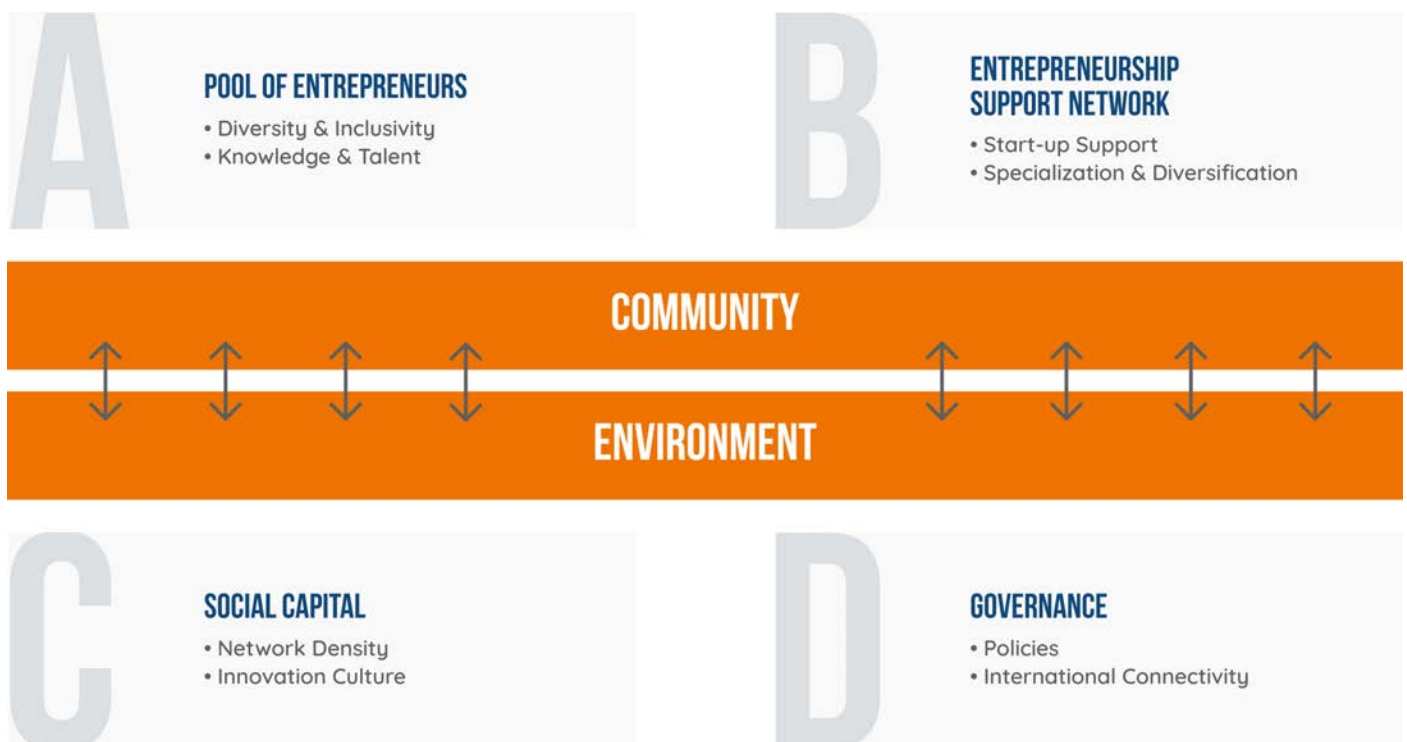 A
POOL OF ENTREPRENEURS
• Diversity & Inclusivity
• Knowledge & Talent
B
ENTREPRENEURSHIP
SUPPORT NETWORK
• Start-up Support
• Specialization & Diversification
COMMUNITY
ENVIRONMENT
C
SOCIAL CAPITAL
• Network Density
• Innovation Culture
D
GOVERNANCE
• Policies
• International Connectivity